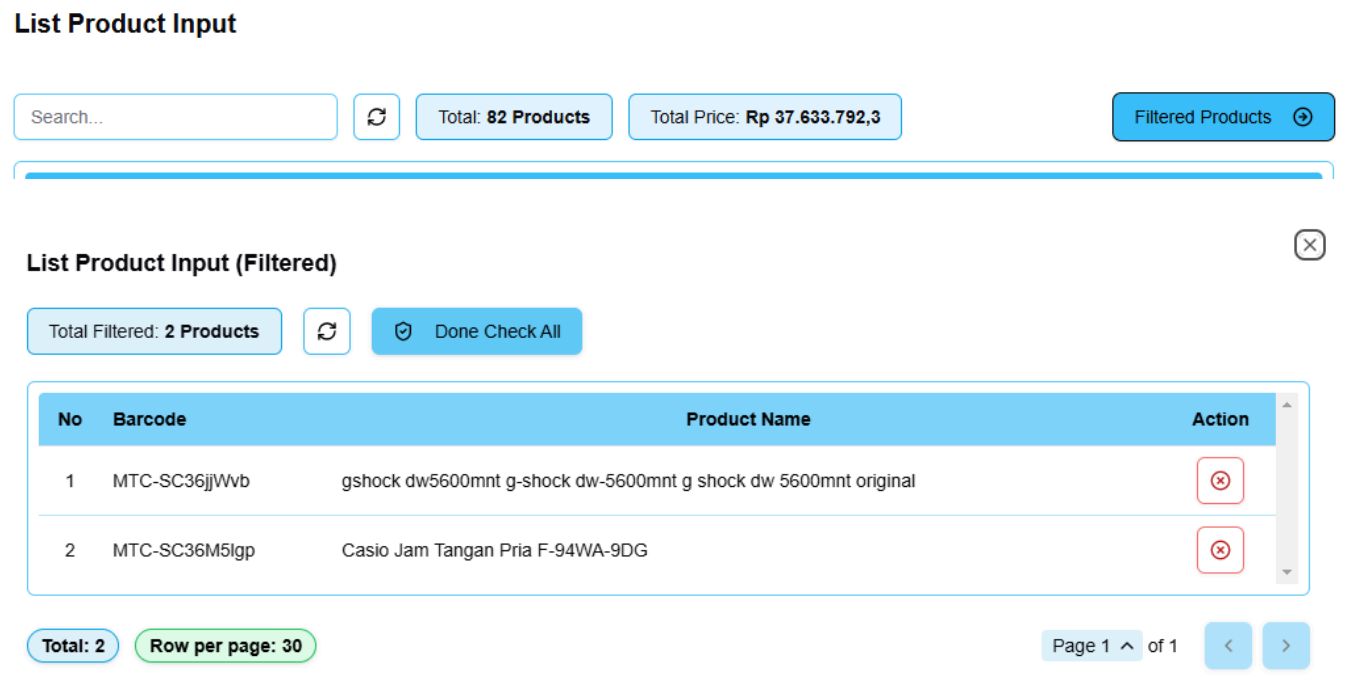 List Product Input
Search...
Total: 82 Products
Total Price: Rp 37.633.792,3
Filtered Products
List Product Input (Filtered)
Total Filtered: 2 Products
Done Check All
No Barcode Product Name Action
1 MTC-SC36jjWvb gshock dw5600mnt g-shock dw-5600mnt g shock dw 5600mnt original
2 MTC-SC36M5lgp Casio Jam Tangan Pria F-94WA-9DG
Total: 2
Row per page: 30
Page 1 of 1